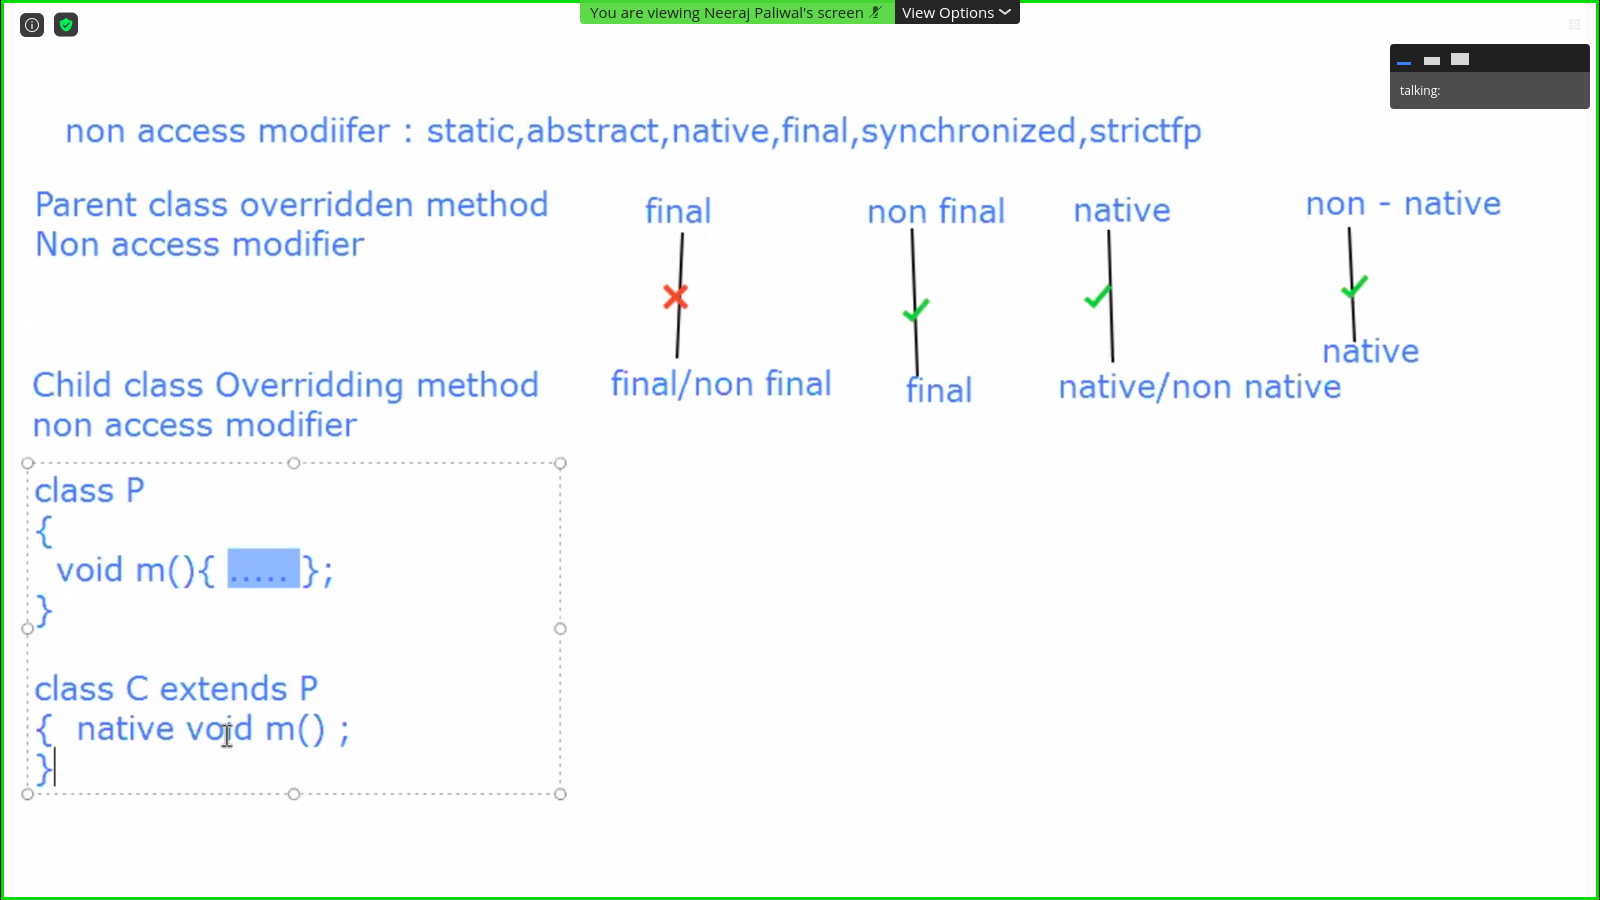 You are viewing Neeraj Paliwal's screen
View Options
talking:
non access modiifer : static,abstract,native,final,synchronized,strictfp
Parent class overridden method
Non access modifier
final
non final
native
non - native
Child class Overridding method
non access modifier
final/non final
final
native/non native
native
class P
{
void m(){ ..... };
}
class C extends P
{ native void m() ;
}